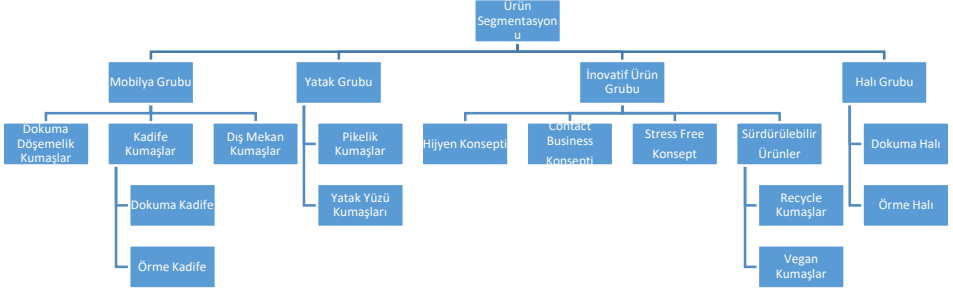 Ürün
Segmentasyon
u
Mobilya Grubu
Yatak Grubu
İnovatif Ürün
Grubu
Halı Grubu
Dokuma
Döşemelik
Kumaşlar
Kadife
Kumaşlar
Dış Mekan
Kumaşlar
Pikelik
Kumaşlar
Hijyen Konsepti
Contact
Business
Konsepti
Stress Free
Konsept
Sürdürülebilir
Ürünler
Dokuma Halı
Dokuma Kadife
Yatak Yüzü
Kumaşları
Recycle
Kumaşlar
Örme Halı
Örme Kadife
Vegan
Kumaşlar